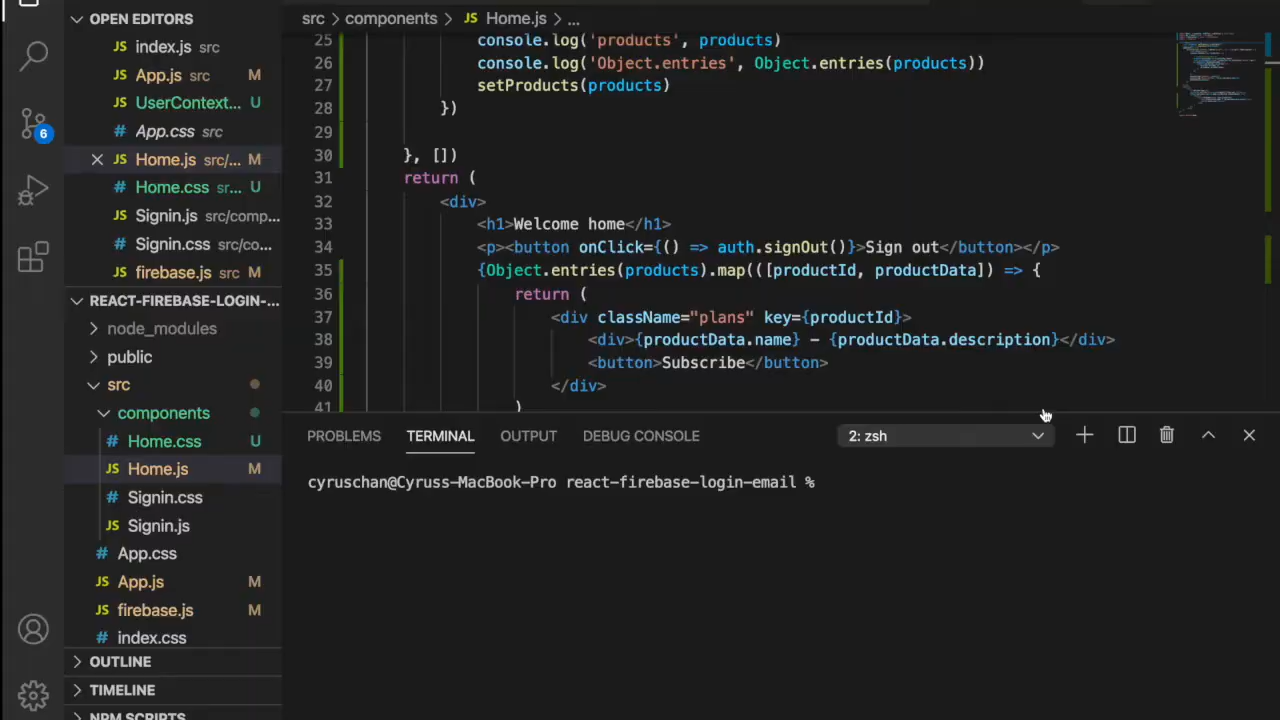 OPEN EDITORS
JS index.js src
JS App.js src M
JS UserContext... U
# App.css src
JS Home.js src/... M
# Home.css sr... U
JS Signin.js src/comp...
# Signin.css src/co...
JS firebase.js src M
REACT-FIREBASE-LOGIN-...
node_modules
public
src
components
# Home.css U
JS Home.js M
# Signin.css
JS Signin.js
# App.css
JS App.js M
JS firebase.js M
# index.css
OUTLINE
TIMELINE
NPM SCRIPTS
6
src > components > JS Home.js > ...
25 console.log('products', products)
26 console.log('Object.entries', Object.entries(products))
27 setProducts(products)
28 })
29
30 }, [])
31 return (
32 <div>
33 <h1>Welcome home</h1>
34 <p><button onClick={() => auth.signOut()}>Sign out</button></p>
35 {Object.entries(products).map(([productId, productData]) => {
36 return (
37 <div className="plans" key={productId}>
38 <div>{productData.name} - {productData.description}</div>
39 <button>Subscribe</button>
40 </div>
41 )
PROBLEMS TERMINAL OUTPUT DEBUG CONSOLE 2: zsh
cyruschan@Cyruss-MacBook-Pro react-firebase-login-email %